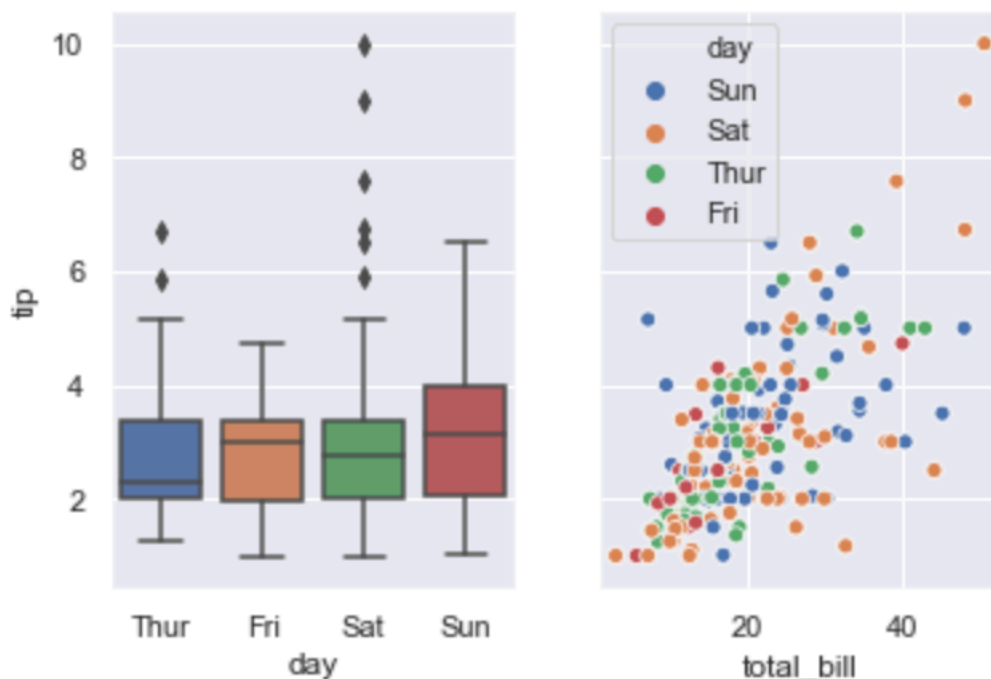 10
8
6
4
2
tip
Thur Fri Sat Sun
day
day
Sun
Sat
Thur
Fri
20 40
total_bill